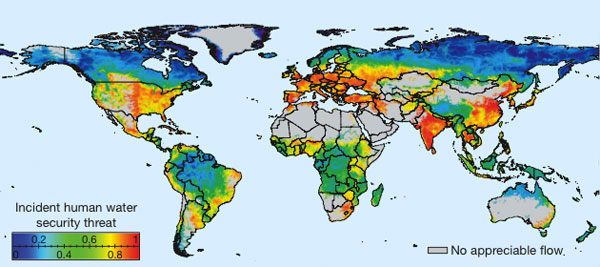 Incident human water
security threat
0.2 0.6 1
0 0.4 0.8
No appreciable flow